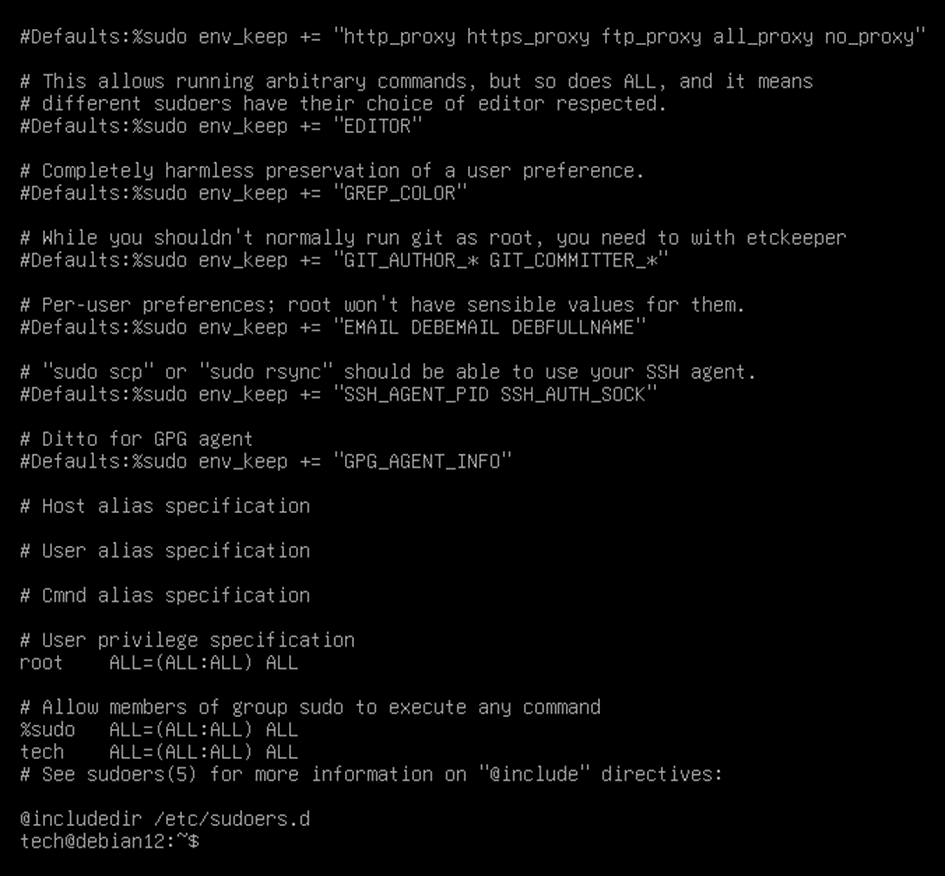 #Defaults:%sudo env_keep += "http_proxy https_proxy ftp_proxy all_proxy no_proxy"
# This allows running arbitrary commands, but so does ALL, and it means
# different sudoers have their choice of editor respected.
#Defaults:%sudo env_keep += "EDITOR"
# Completely harmless preservation of a user preference.
#Defaults:%sudo env_keep += "GREP_COLOR"
# While you shouldn't normally run git as root, you need to with etckeeper
#Defaults:%sudo env_keep += "GIT_AUTHOR_* GIT_COMMITTER_*"
# Per-user preferences; root won't have sensible values for them.
#Defaults:%sudo env_keep += "EMAIL DEBEMAIL DEBFULLNAME"
# "sudo scp" or "sudo rsync" should be able to use your SSH agent.
#Defaults:%sudo env_keep += "SSH_AGENT_PID SSH_AUTH_SOCK"
# Ditto for GPG agent
#Defaults:%sudo env_keep += "GPG_AGENT_INFO"
# Host alias specification
# User alias specification
# Cmnd alias specification
# User privilege specification
root    ALL=(ALL:ALL) ALL
# Allow members of group sudo to execute any command
%sudo   ALL=(ALL:ALL) ALL
tech    ALL=(ALL:ALL) ALL
# See sudoers(5) for more information on "@include" directives:
@includedir /etc/sudoers.d
tech@debian12:~$